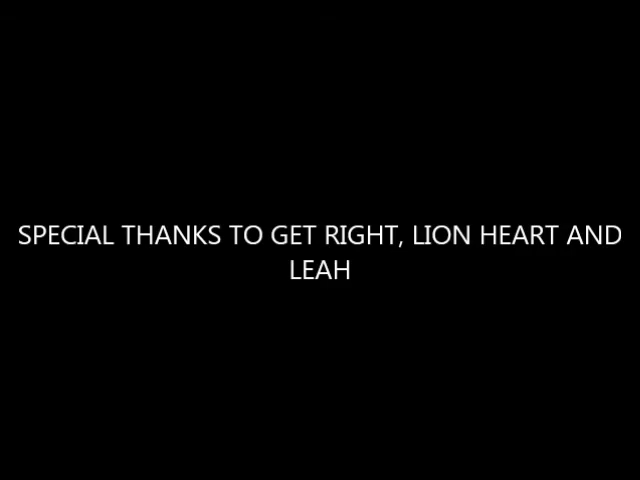 SPECIAL THANKS TO GET RIGHT, LION HEART AND
LEAH